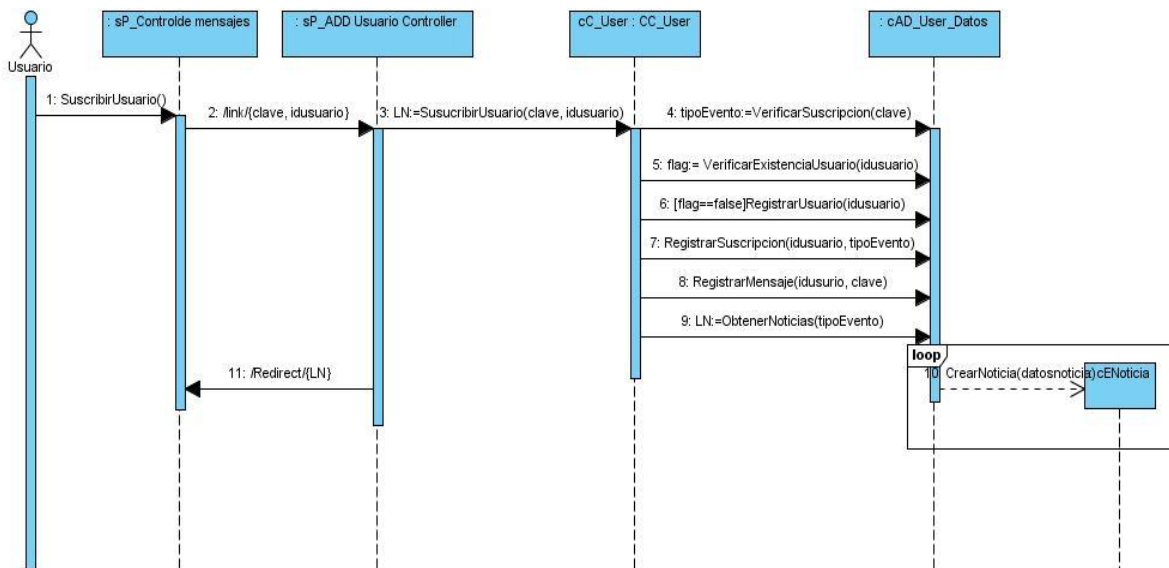 : sP_Controlde mensajes
: sP_ADD Usuario Controller
cC_User : CC_User
: cAD_User_Datos
Usuario
1: SuscribirUsuario()
2: /link/{clave, idusuario}
3: LN:=SusucribirUsuario(clave, idusuario)
4: tipoEvento:=VerificarSuscripcion(clave)
5: flag:= VerificarExistenciaUsuario(idusuario)
6: [flag==false]RegistrarUsuario(idusuario)
7: RegistrarSuscripcion(idusuario, tipoEvento)
8: RegistrarMensaje(idusurio, clave)
9: LN:=ObtenerNoticias(tipoEvento)
loop
10: CrearNoticia(datosnoticia)
cENoticia
11: /Redirect/{LN}